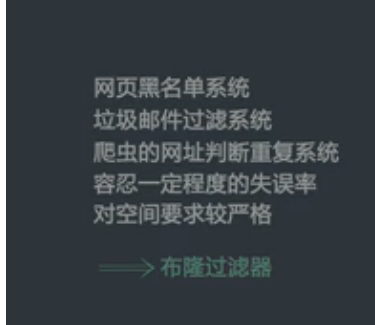 网页黑名单系统
垃圾邮件过滤系统
爬虫的网址判断重复系统
容忍一定程度的失误率
对空间要求较严格
布隆过滤器